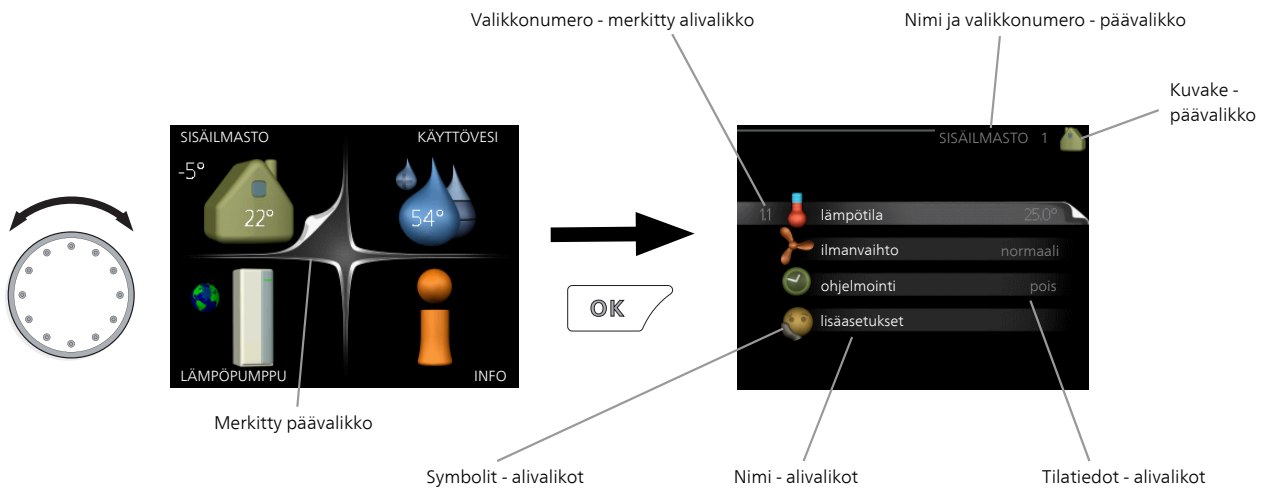 Valikkonumero - merkitty alivalikko
Nimi ja valikkonumero - päävalikko
Kuvake -
päävalikko
SISÄILMASTO
KÄYTTÖVESI
-5°
22°
54°
LÄMPÖPUMPPU
INFO
OK
SISÄILMASTO 1
1.1 lämpötila 25.0°
ilmanvaihto normaali
ohjelmointi pois
lisäasetukset
Merkitty päävalikko
Symbolit - alivalikot
Nimi - alivalikot
Tilatiedot - alivalikot